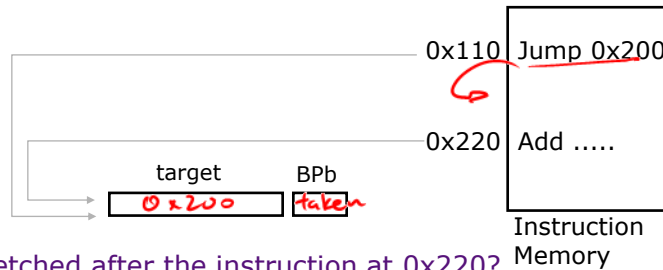 0x110 Jump 0x200
0x220 Add .....
target BPb
0x200 taken
Instruction
Memory
etched after the instruction at 0x220?